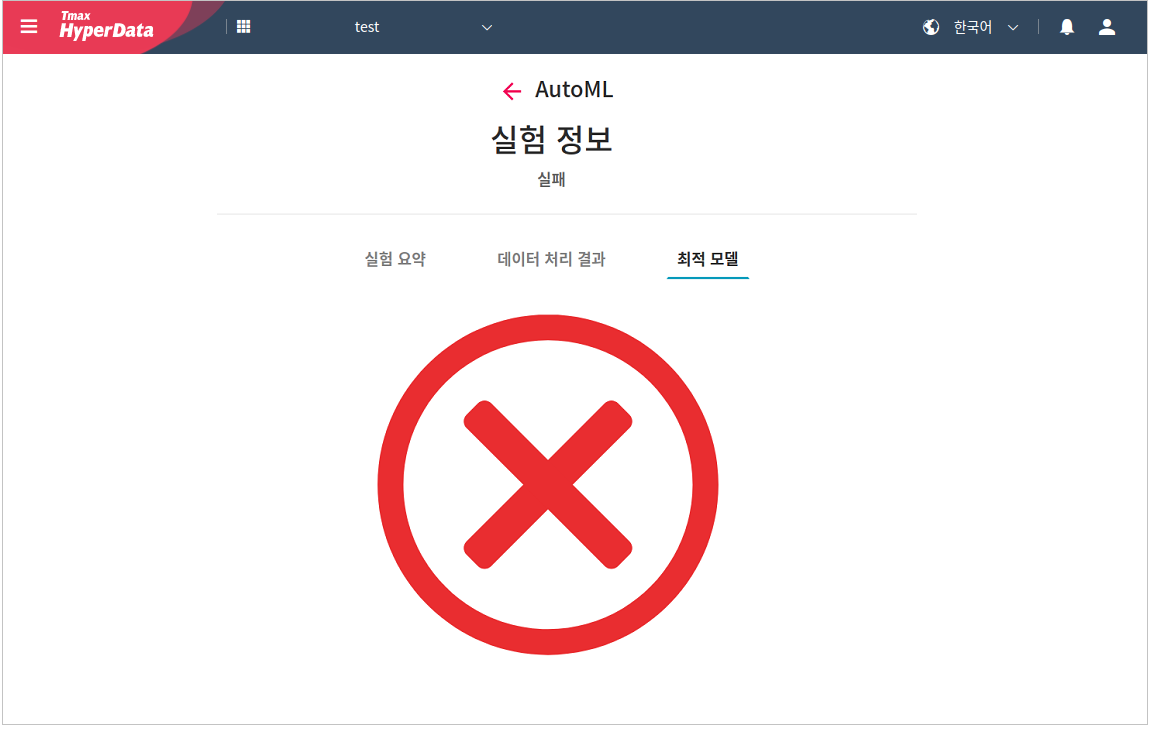 Tmax
HyperData
test
한국어
AutoML
실험 정보
실패
실험 요약
데이터 처리 결과
최적 모델